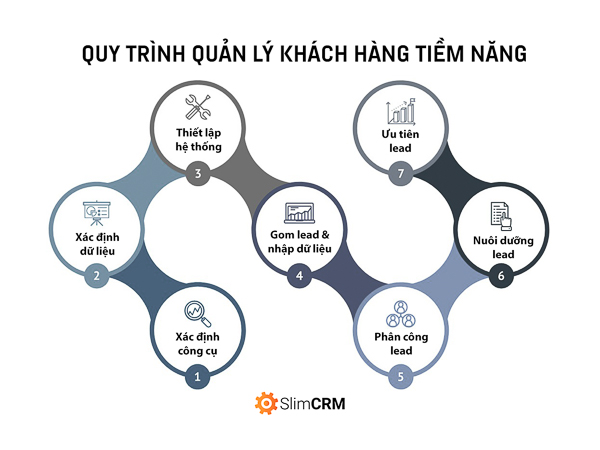 QUY TRÌNH QUẢN LÝ KHÁCH HÀNG TIỀM NĂNG
Xác định
công cụ
1
Xác định
dữ liệu
2
Thiết lập
hệ thống
3
Gom lead &
nhập dữ liệu
4
Phân công
lead
5
Nuôi dưỡng
lead
6
Ưu tiên
lead
7
SlimCRM